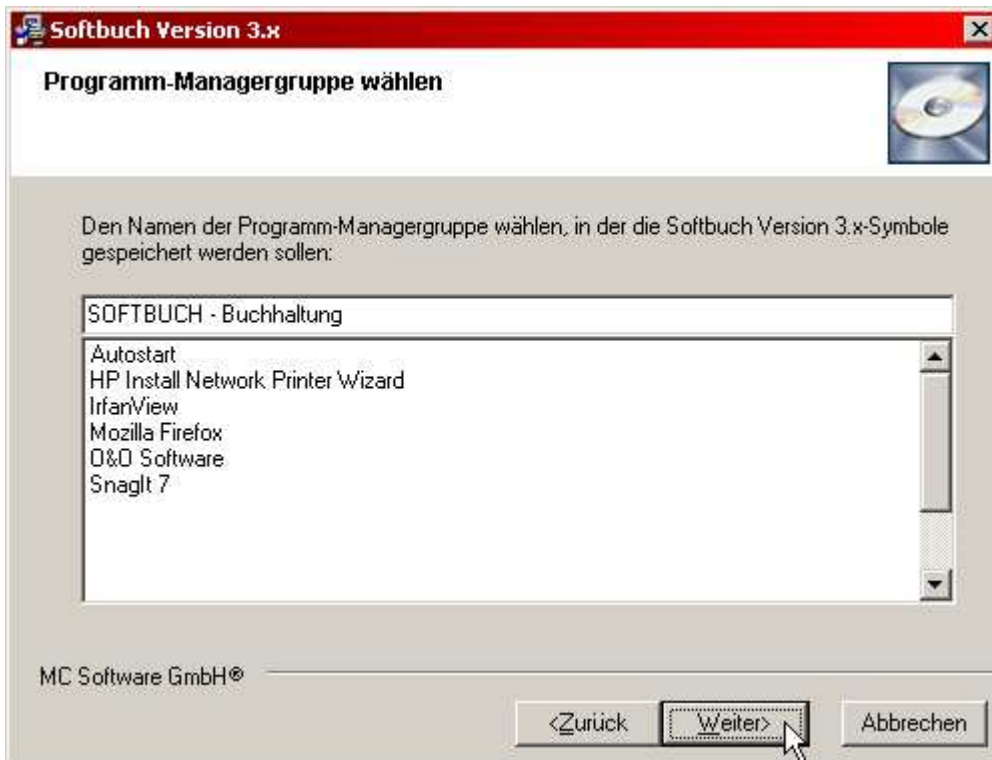 Softbuch Version 3.x
Programm-Managergruppe wählen
Den Namen der Programm-Managergruppe wählen, in der die Softbuch Version 3.x-Symbole
gespeichert werden sollen:
SOFTBUCH - Buchhaltung
Autostart
HP Install Network Printer Wizard
IrfanView
Mozilla Firefox
O&O Software
SnagIt 7
MC Software GmbH®
<Zurück Weiter> Abbrechen